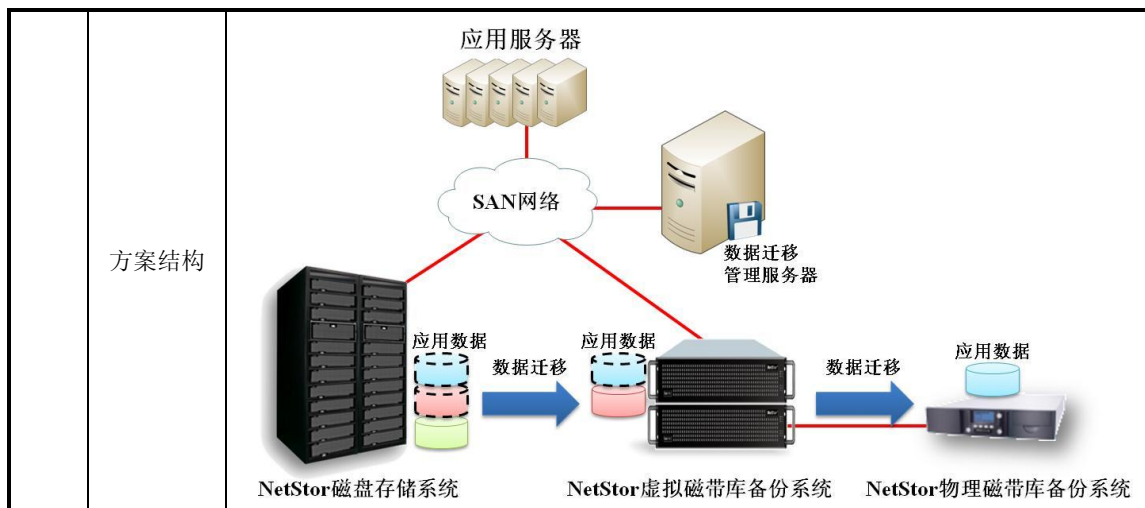 方案结构
应用服务器
SAN网络
数据迁移
管理服务器
应用数据
数据迁移
应用数据
数据迁移
应用数据
NetStor磁盘存储系统
NetStor虚拟磁带库备份系统
NetStor物理磁带库备份系统